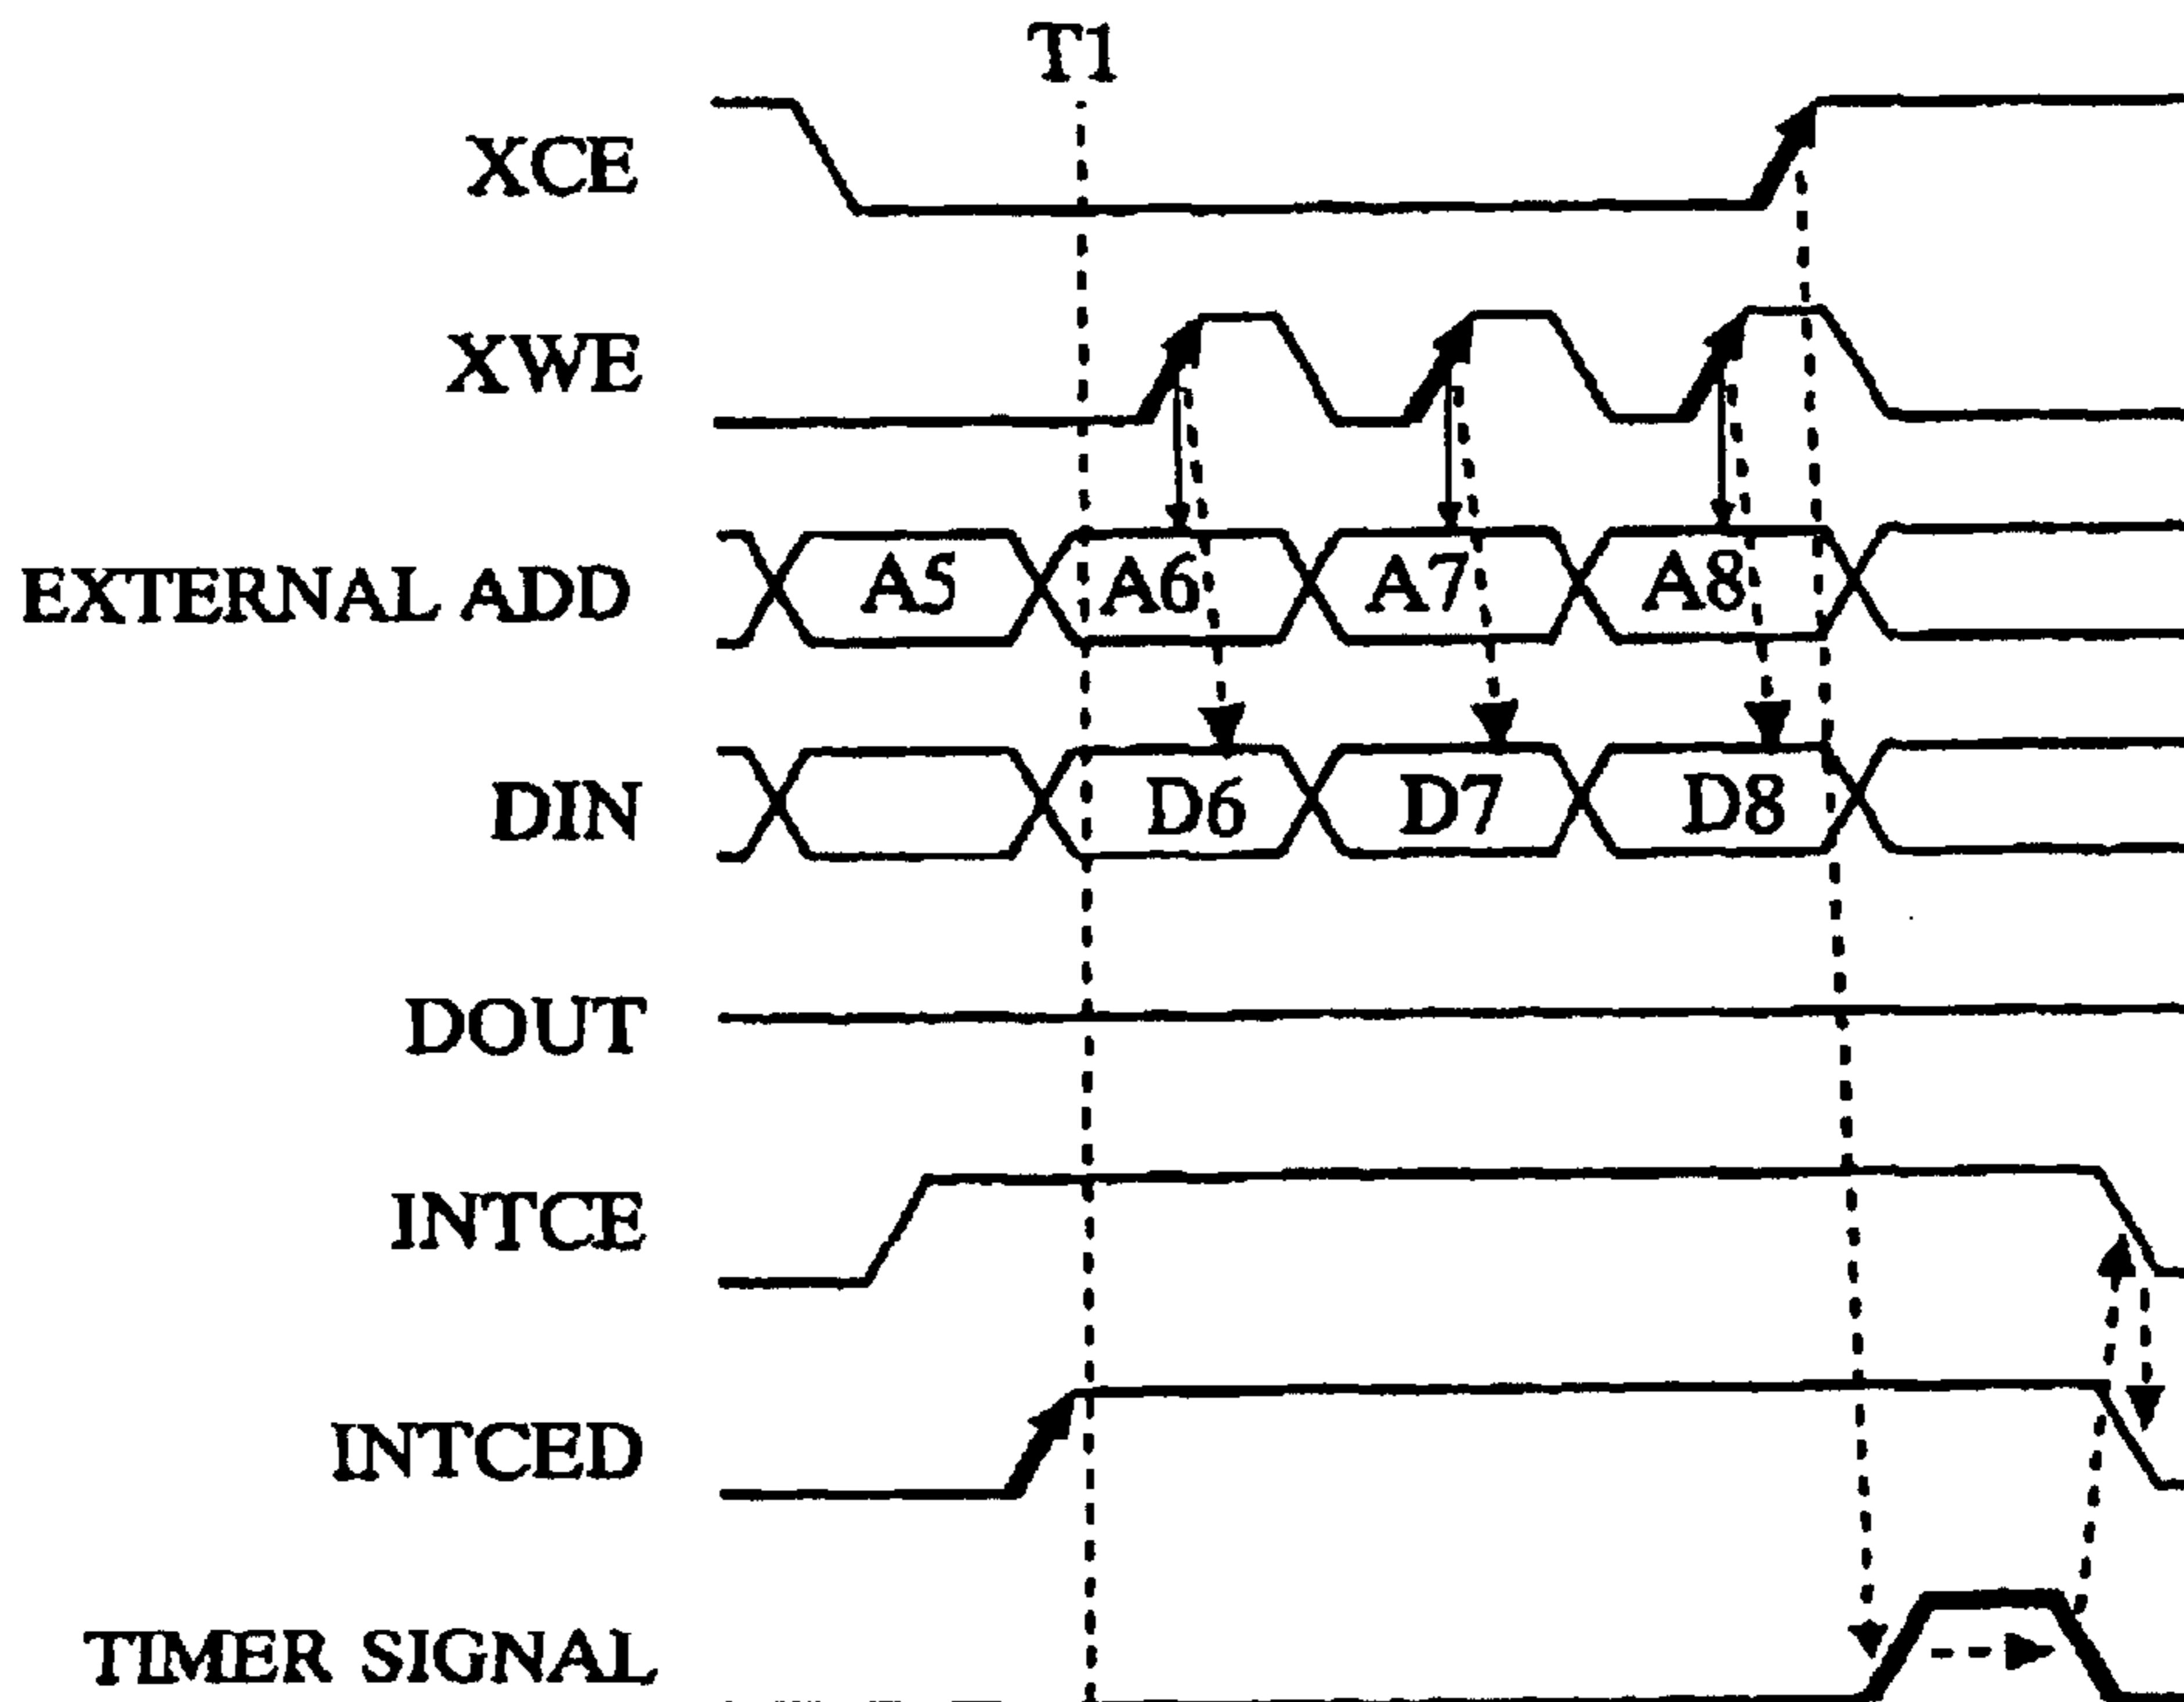 T1
XCE
XWE
EXTERNAL ADD A5 A6 A7 A8
DIN D6 D7 D8
DOUT
INTCE
INTCED
TIMER SIGNAL